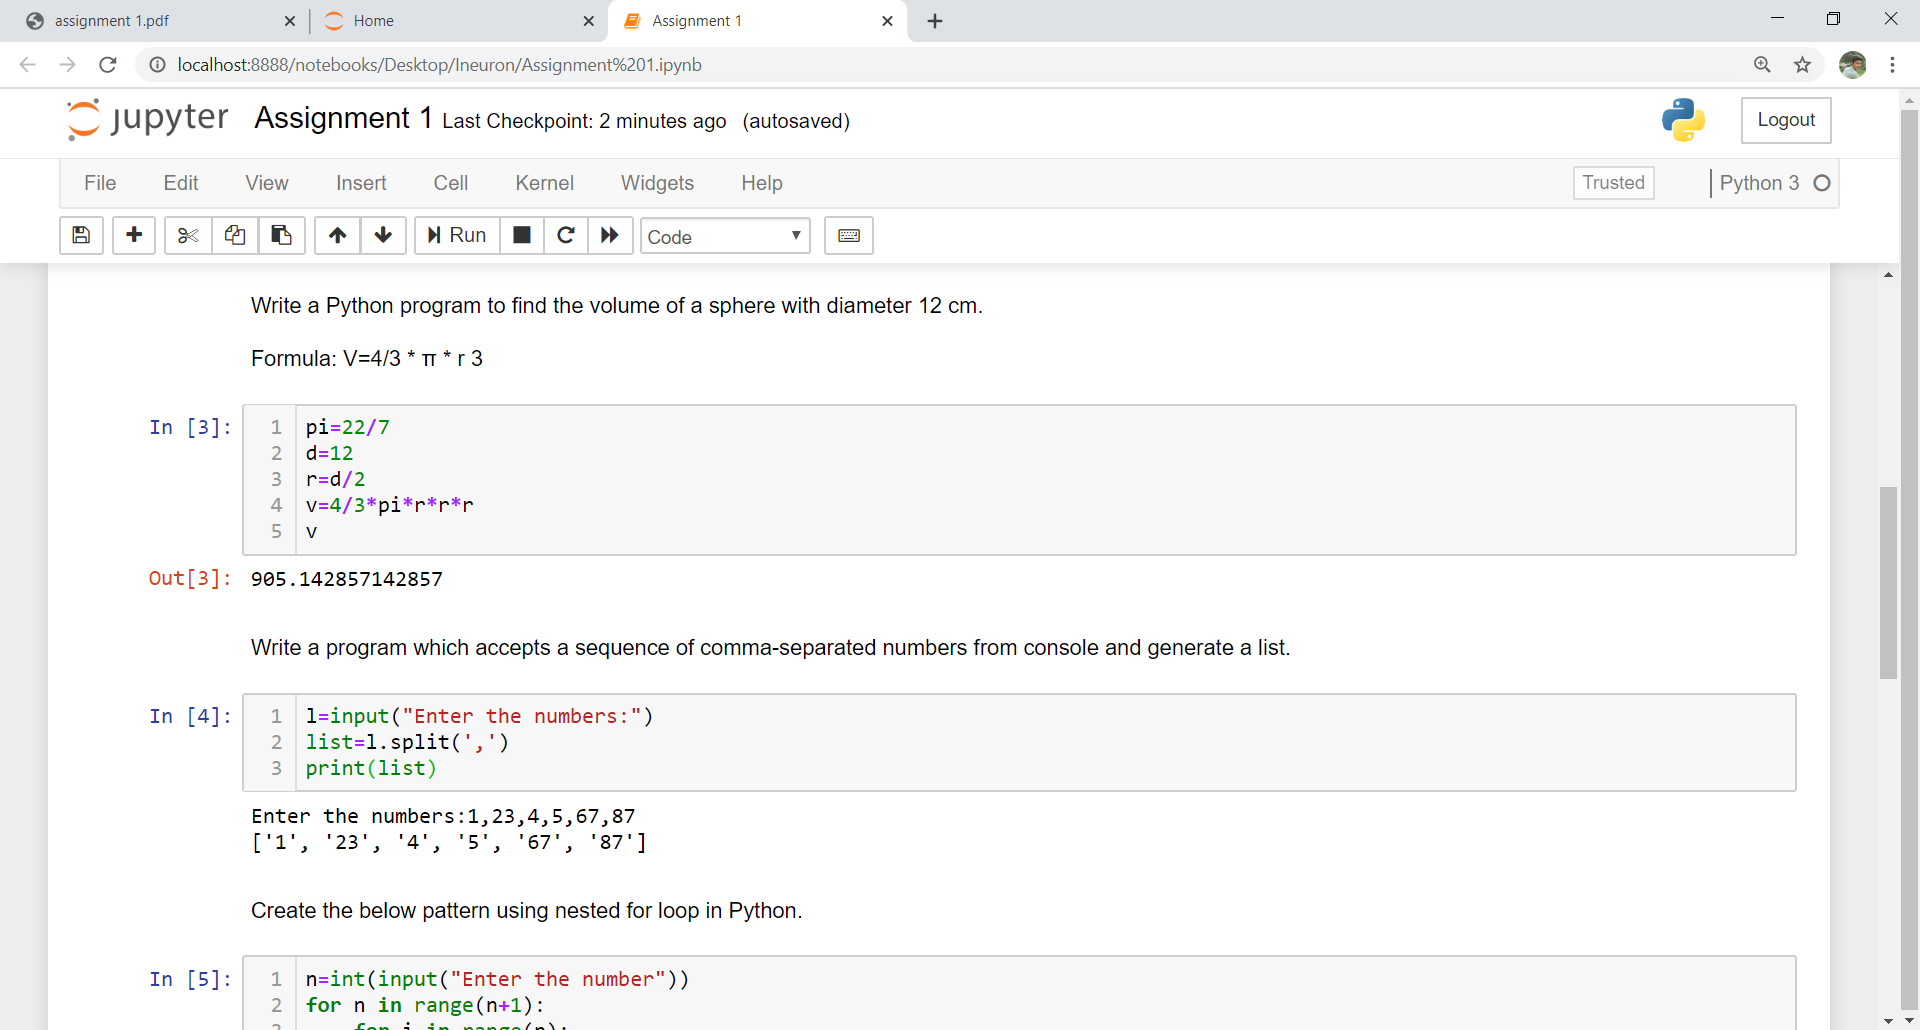 assignment 1.pdf
Home
Assignment 1
localhost:8888/notebooks/Desktop/Ineuron/Assignment%201.ipynb
jupyter Assignment 1 Last Checkpoint: 2 minutes ago (autosaved)
Logout
File Edit View Insert Cell Kernel Widgets Help
Trusted
Python 3
Run
Code
Write a Python program to find the volume of a sphere with diameter 12 cm.
Formula: V=4/3 * π * r 3
In [3]:
1 pi=22/7
2 d=12
3 r=d/2
4 v=4/3*pi*r*r*r
5 v
Out[3]: 905.142857142857
Write a program which accepts a sequence of comma-separated numbers from console and generate a list.
In [4]:
1 l=input("Enter the numbers:")
2 list=l.split(',')
3 print(list)
Enter the numbers:1,23,4,5,67,87
['1', '23', '4', '5', '67', '87']
Create the below pattern using nested for loop in Python.
In [5]:
1 n=int(input("Enter the number"))
2 for n in range(n+1):
3 for i in range(n):